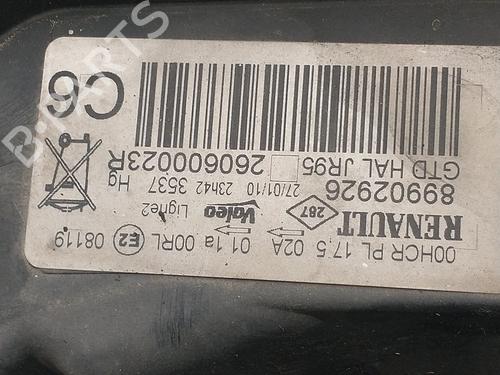 00HCR PL 17.5 02A 01 1a 00RL E2 08119
RENAULT 287 Valeo Ligne2
89902926 27/01/10 23h42 3537 Hg
GTD HAL JR95 260600023R
C6
B-PARTS